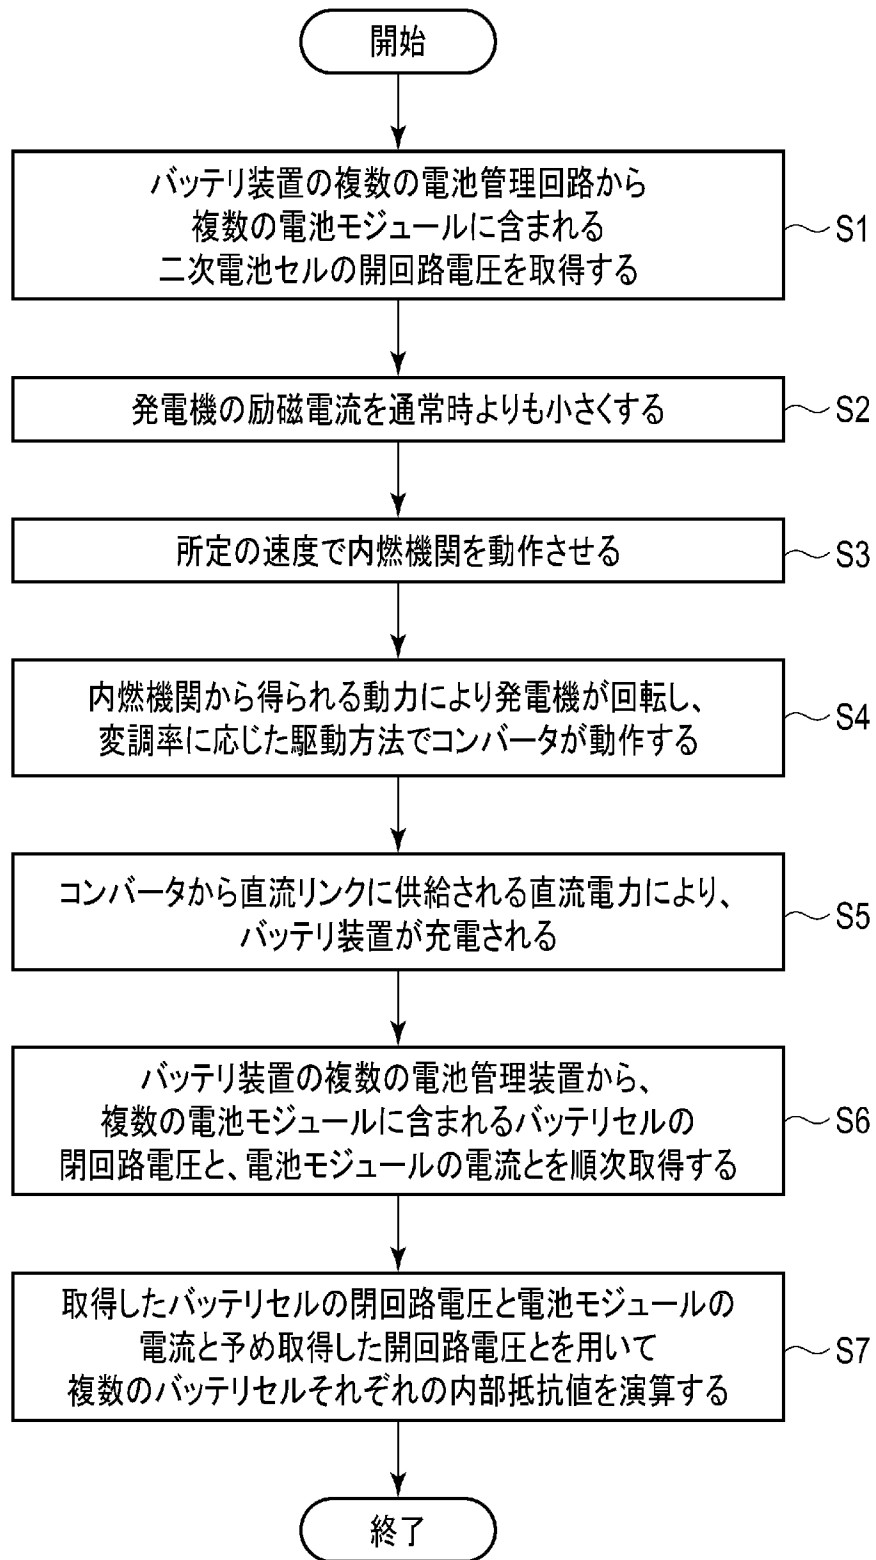 開始
バッテリ装置の複数の電池管理回路から
複数の電池モジュールに含まれる
二次電池セルの開回路電圧を取得する
S1
発電機の励磁電流を通常時よりも小さくする
S2
所定の速度で内燃機関を動作させる
S3
内燃機関から得られる動力により発電機が回転し、
変調率に応じた駆動方法でコンバータが動作する
S4
コンバータから直流リンクに供給される直流電力により、
バッテリ装置が充電される
S5
バッテリ装置の複数の電池管理装置から、
複数の電池モジュールに含まれるバッテリセルの
閉回路電圧と、電池モジュールの電流とを順次取得する
S6
取得したバッテリセルの閉回路電圧と電池モジュールの
電流と予め取得した開回路電圧とを用いて
複数のバッテリセルそれぞれの内部抵抗値を演算する
S7
終了